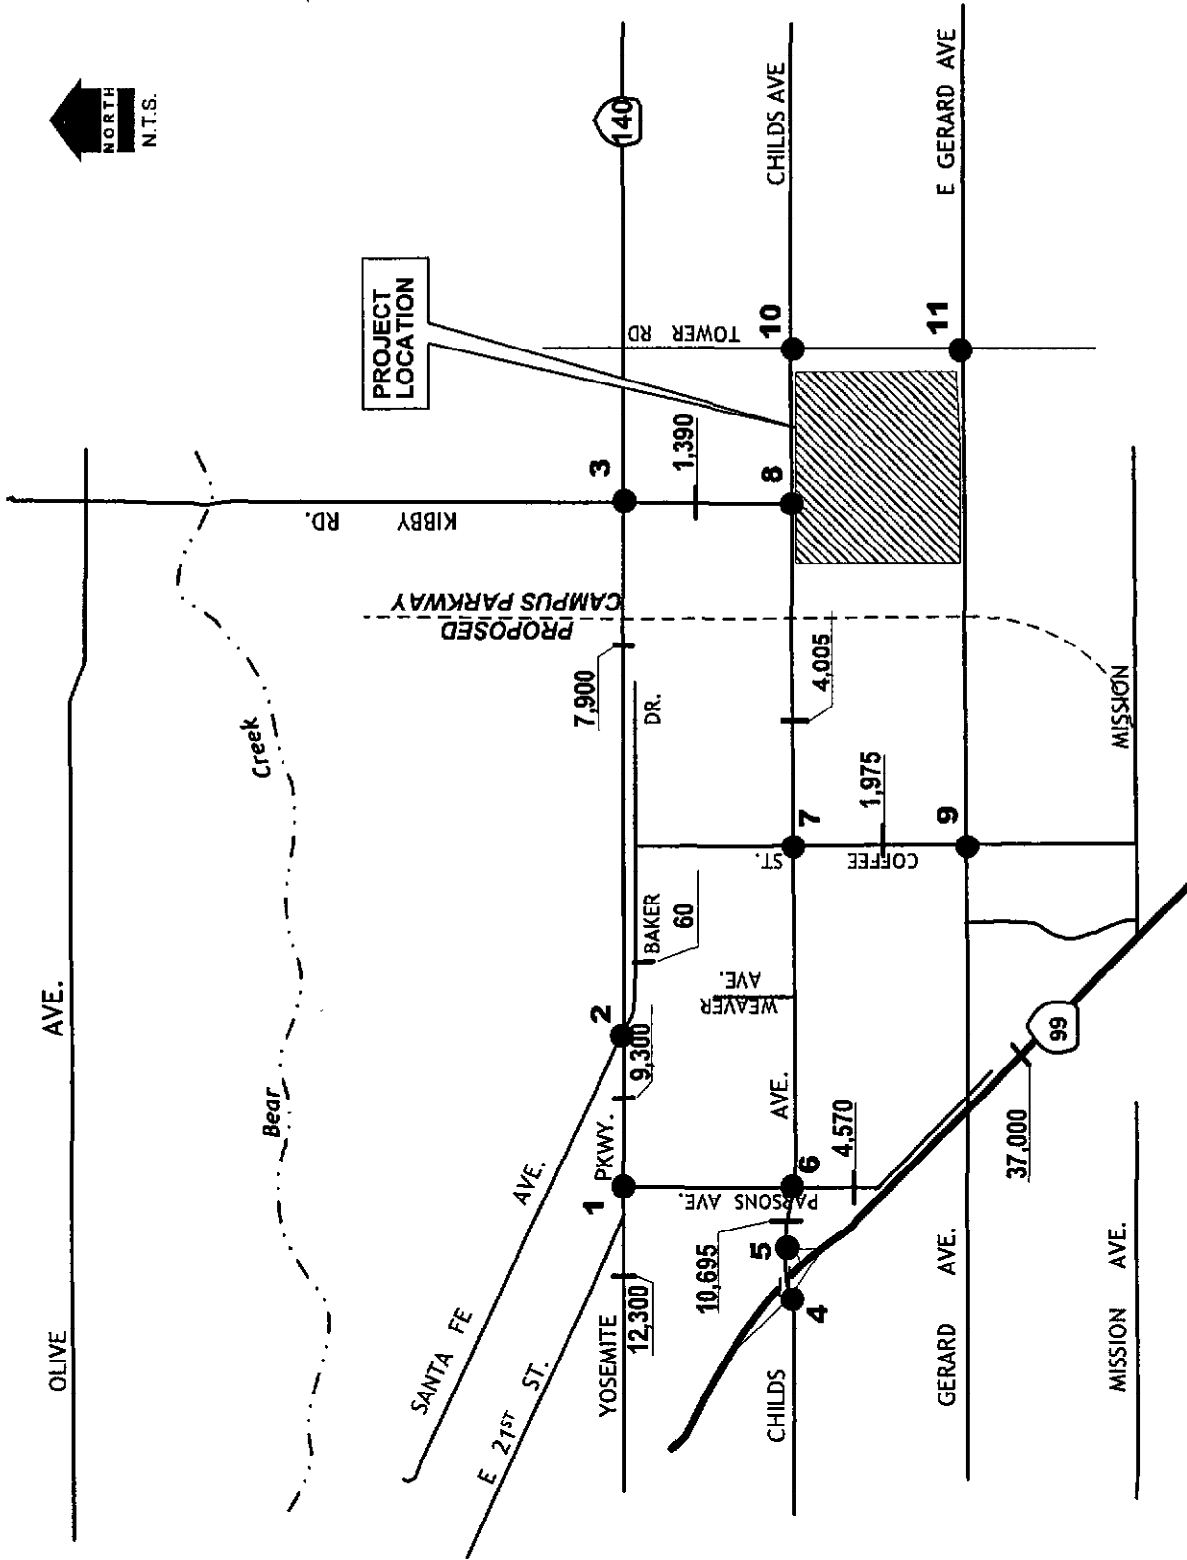 NORTH
N.T.S.
OLIVE
AVE.
Bear
Creek
SANTA FE
AVE.
E 21ST ST.
YOSEMITE
PKWY.
12,300
9,300
7,900
140
1
2
3
BAKER
DR.
60
KIBBY
RD.
PROPOSED
CAMPUS PARKWAY
PROJECT
LOCATION
TOWER RD
1,390
CHILDS
AVE.
CHILDS AVE
10,695
4
5
6
7
8
10
PARSONS AVE.
WEAVER
AVE.
4,005
4,570
COFFEE
ST.
1,975
GERARD
AVE.
E GERARD AVE
9
11
99
37,000
MISSION
AVE.
MISSION